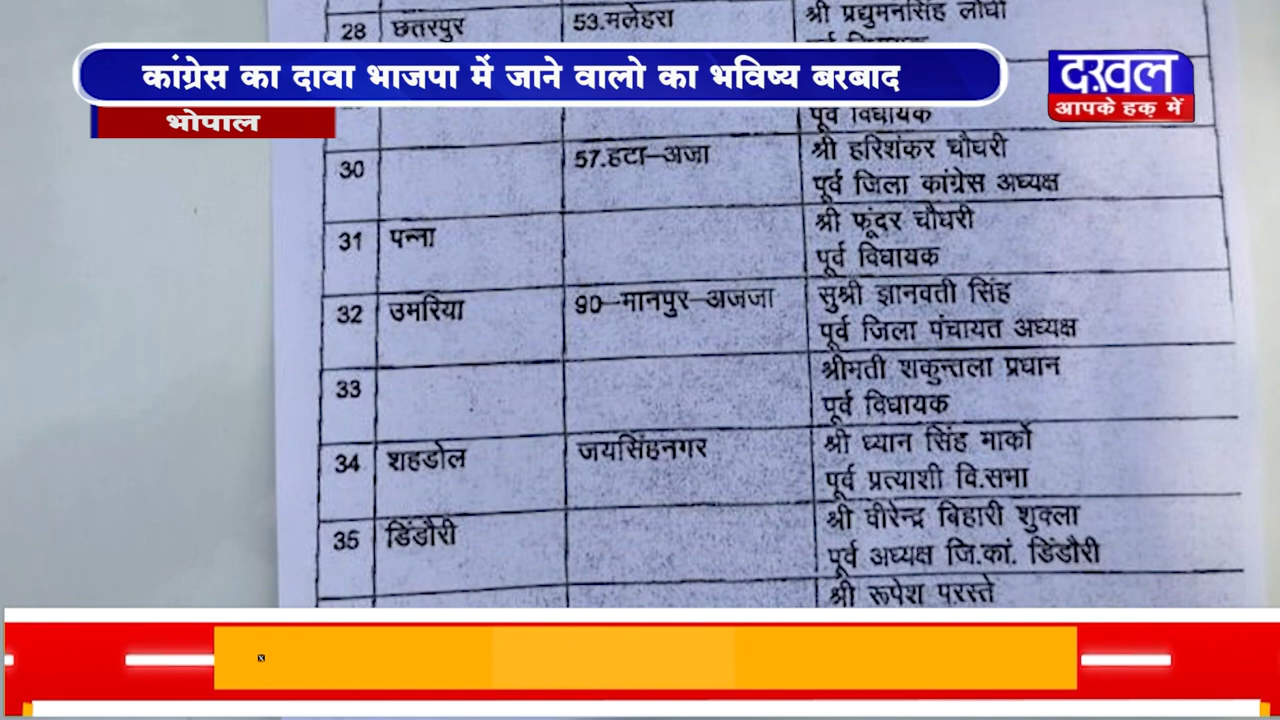 28 छतरपुर 53.मलेहरा श्री प्रद्युमनसिंह लोधी
पूर्व विधायक
कांग्रेस का दावा भाजपा में जाने वालो का भविष्य बरबाद
दख़ल
आपके हक़ में
भोपाल
पूर्व विधायक
30 57.हटा–अजा श्री हरिशंकर चौधरी
पूर्व जिला कांग्रेस अध्यक्ष
31 पन्ना श्री फूंदर चौधरी
पूर्व विधायक
32 उमरिया 90–मानपुर–अजजा सुश्री ज्ञानवती सिंह
पूर्व जिला पंचायत अध्यक्ष
33 श्रीमती शकुन्तला प्रधान
पूर्व विधायक
34 शहडोल जयसिंहनगर श्री ध्यान सिंह मार्को
पूर्व प्रत्याशी वि.सभा
35 डिंडौरी श्री वीरेन्द्र बिहारी शुक्ला
पूर्व अध्यक्ष जि.कां. डिंडौरी
श्री रूपेश परस्ते